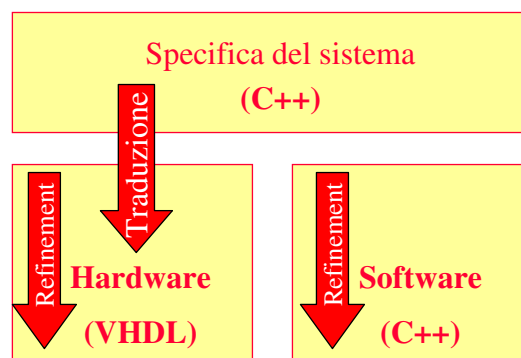 Specifica del sistema
(C++)
Traduzione
Refinement
Hardware
(VHDL)
Refinement
Software
(C++)